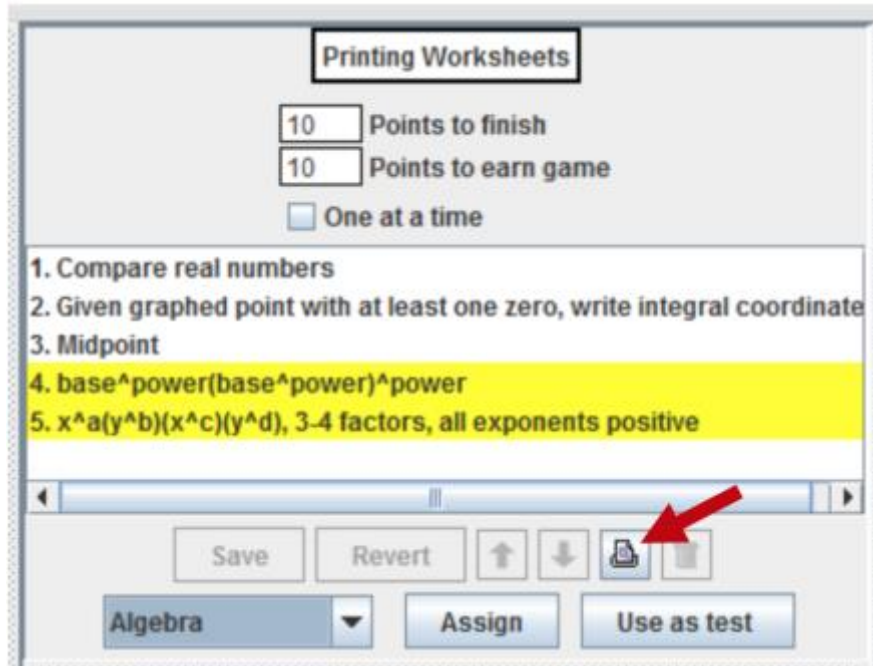 Printing Worksheets
10 Points to finish
10 Points to earn game
One at a time
1. Compare real numbers
2. Given graphed point with at least one zero, write integral coordinate
3. Midpoint
4. base^power(base^power)^power
5. x^a(y^b)(x^c)(y^d), 3-4 factors, all exponents positive
Save Revert
Algebra Assign Use as test